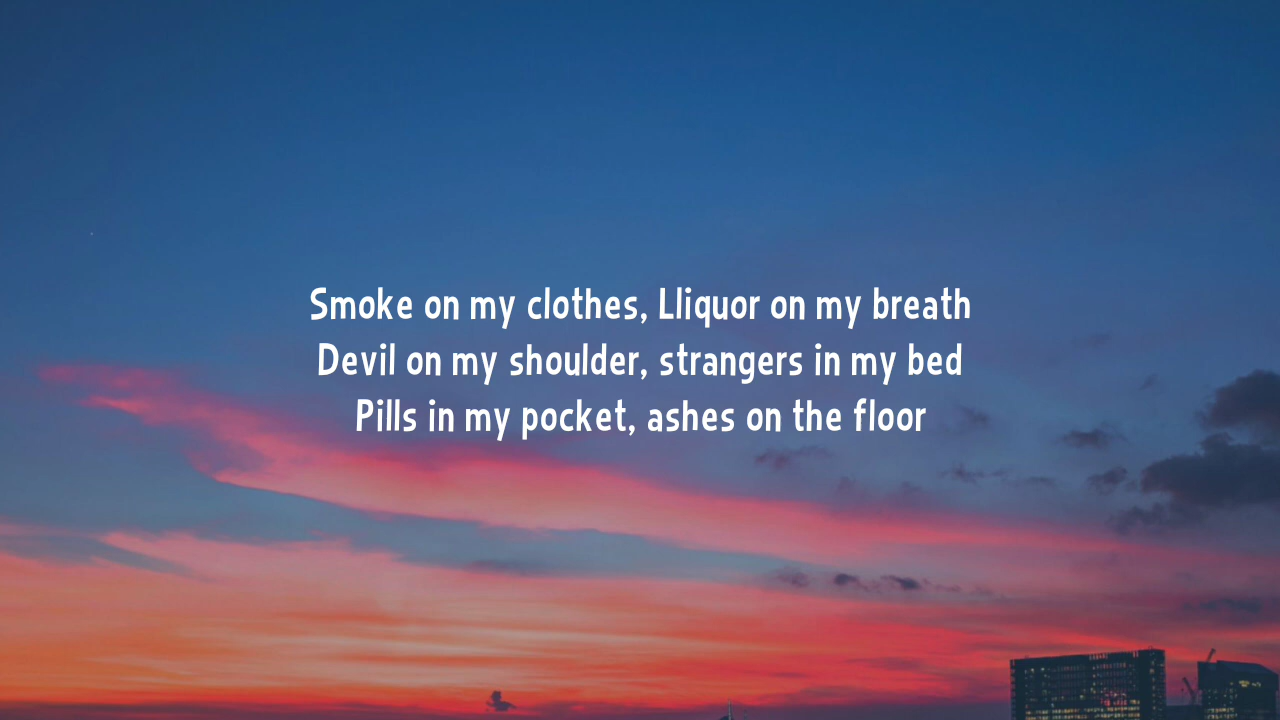 Smoke on my clothes, Lliquor on my breath
Devil on my shoulder, strangers in my bed
Pills in my pocket, ashes on the floor